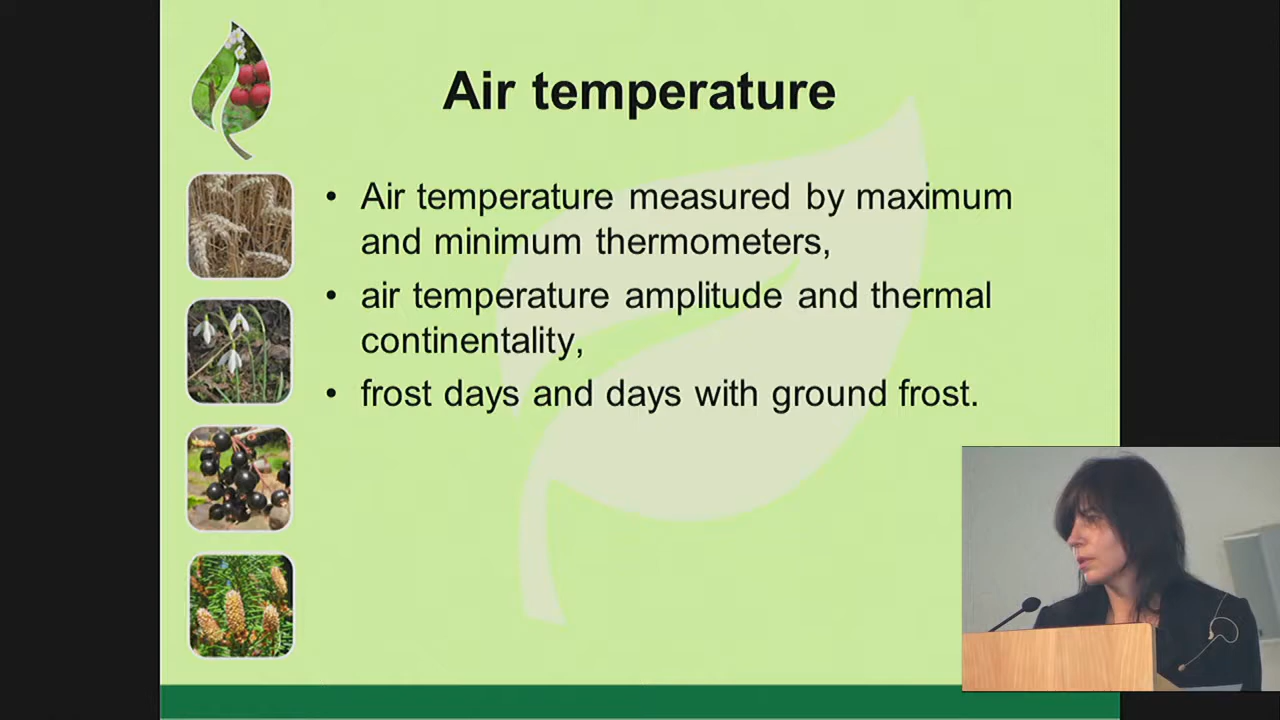 Air temperature
• Air temperature measured by maximum
and minimum thermometers,
• air temperature amplitude and thermal
continentality,
• frost days and days with ground frost.